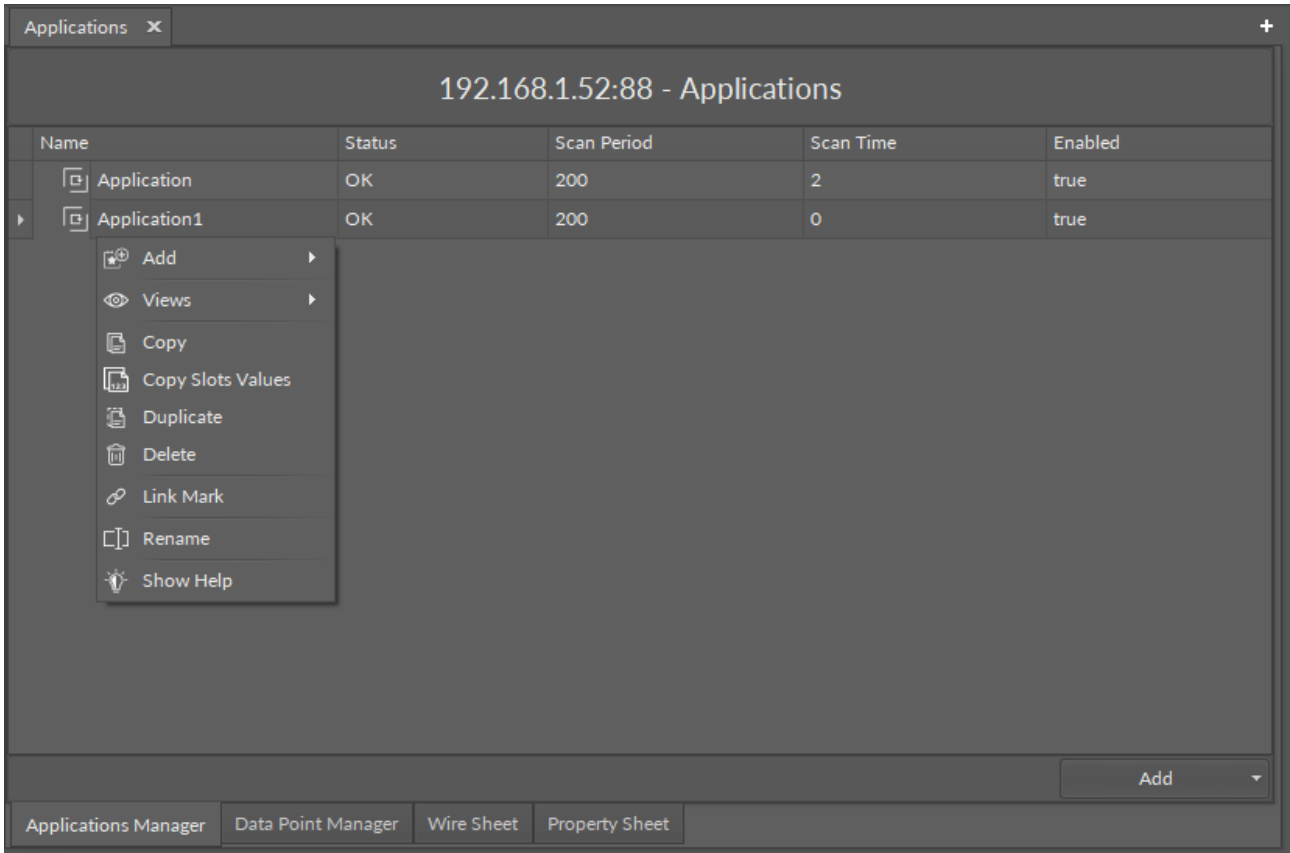 Applications
192.168.1.52:88 - Applications
Name Status Scan Period Scan Time Enabled
Application OK 200 2 true
Application1 OK 200 0 true
Add
Views
Copy
Copy Slots Values
Duplicate
Delete
Link Mark
Rename
Show Help
Add
Applications Manager Data Point Manager Wire Sheet Property Sheet